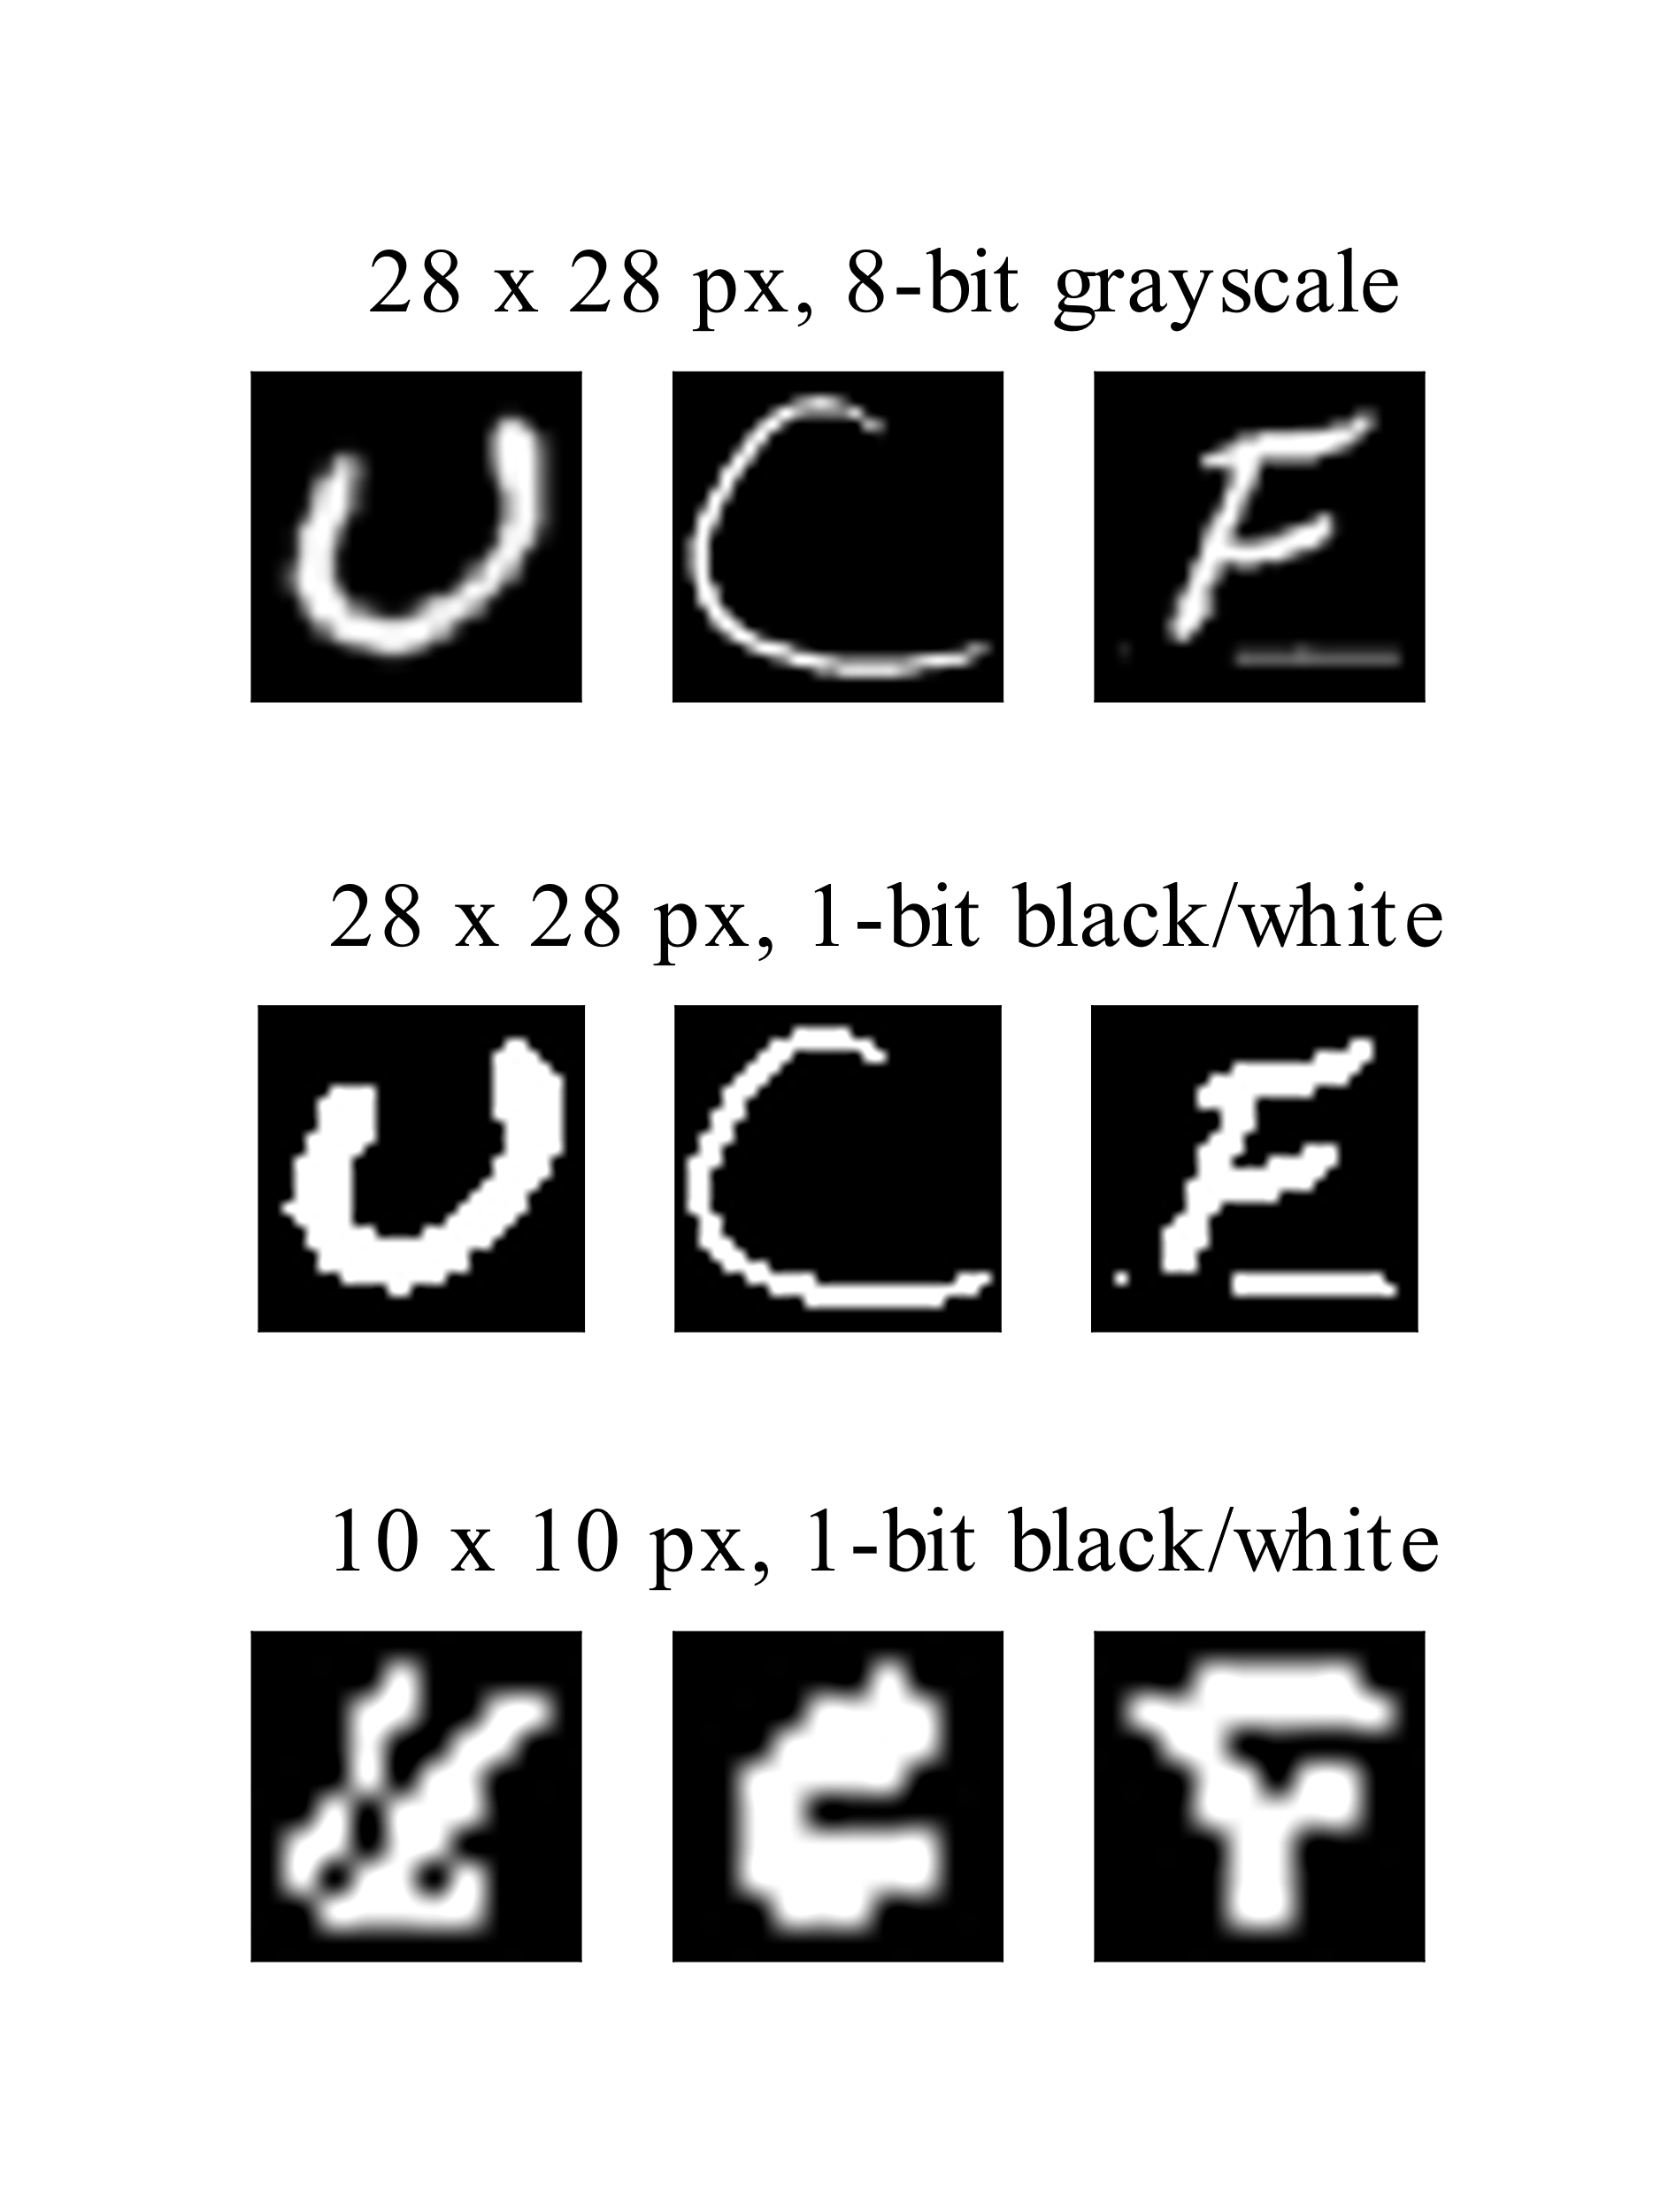 28 x 28 px, 8-bit grayscale
U C F
28 x 28 px, 1-bit black/white
U C F
10 x 10 px, 1-bit black/white